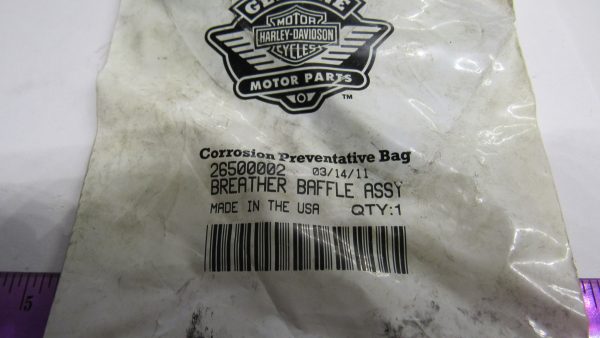 GENUINE
MOTOR
HARLEY-DAVIDSON
CYCLES
MOTOR PARTS
TM
Corrosion Preventative Bag
26500002 03/14/11
BREATHER BAFFLE ASSY
MADE IN THE USA QTY:1
5